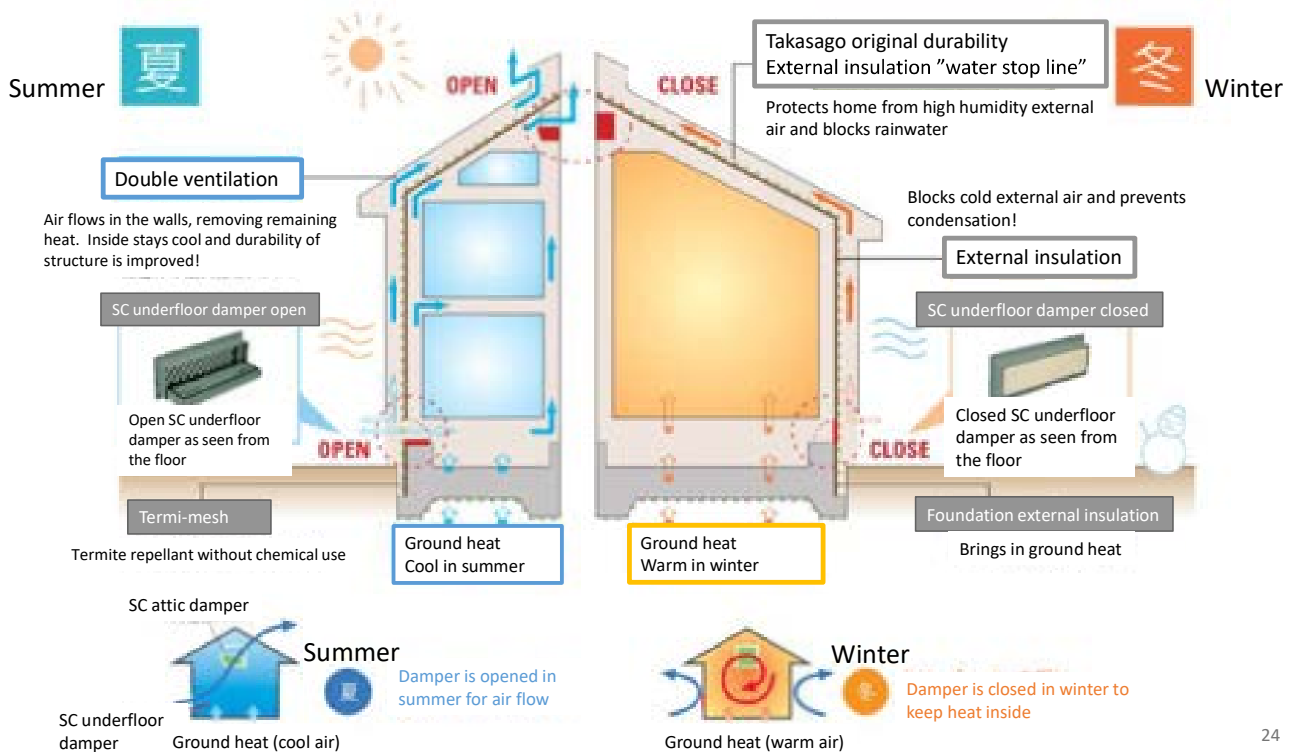 Summer
夏
OPEN
CLOSE
Takasago original durability
External insulation ”water stop line”
冬
Winter
Protects home from high humidity external
air and blocks rainwater
Double ventilation
Air flows in the walls, removing remaining
heat. Inside stays cool and durability of
structure is improved!
Blocks cold external air and prevents
condensation!
External insulation
SC underfloor damper open
SC underfloor damper closed
Open SC underfloor
damper as seen from
the floor
OPEN
Closed SC underfloor
damper as seen from
the floor
CLOSE
Termi-mesh
Termite repellant without chemical use
Ground heat
Cool in summer
Ground heat
Warm in winter
Foundation external insulation
Brings in ground heat
SC attic damper
Summer
夏
Damper is opened in
summer for air flow
SC underfloor
damper
Ground heat (cool air)
Winter
冬
Damper is closed in winter to
keep heat inside
Ground heat (warm air)
24